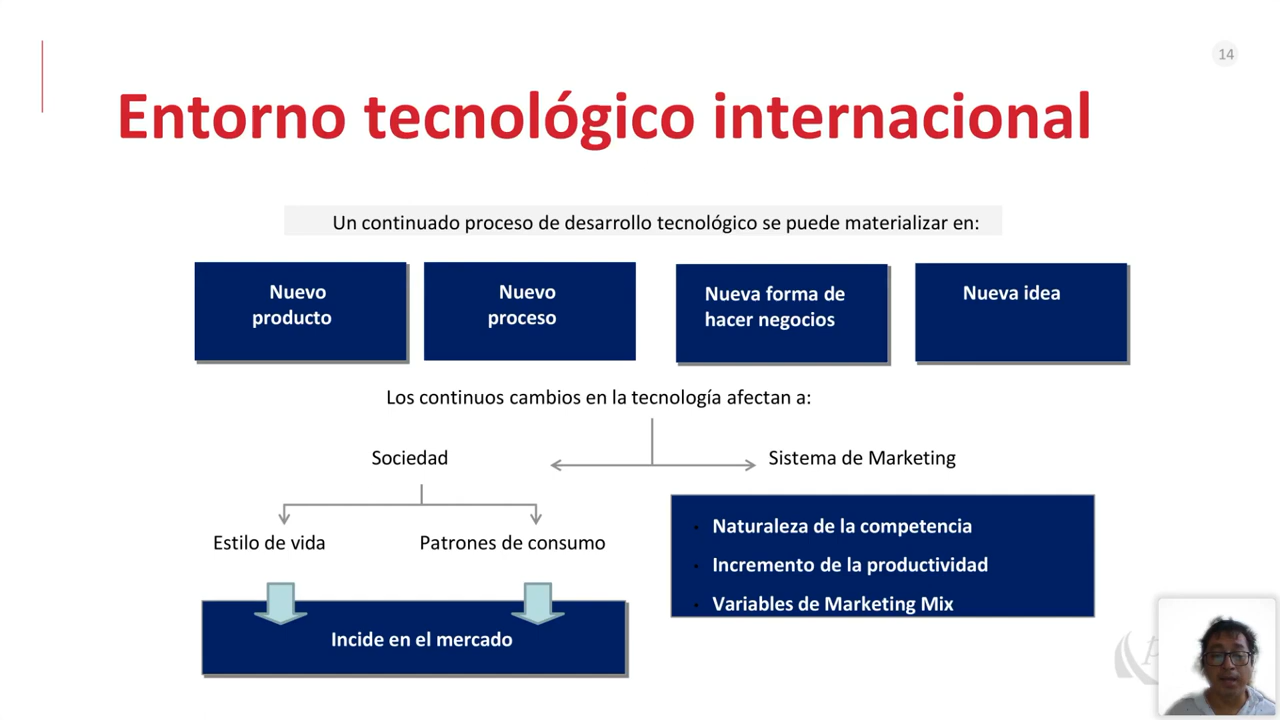 14
Entorno tecnológico internacional
Un continuado proceso de desarrollo tecnológico se puede materializar en:
Nuevo
producto
Nuevo
proceso
Nueva forma de
hacer negocios
Nueva idea
Los continuos cambios en la tecnología afectan a:
Sociedad
Sistema de Marketing
Estilo de vida
Patrones de consumo
Incide en el mercado
Naturaleza de la competencia
Incremento de la productividad
Variables de Marketing Mix